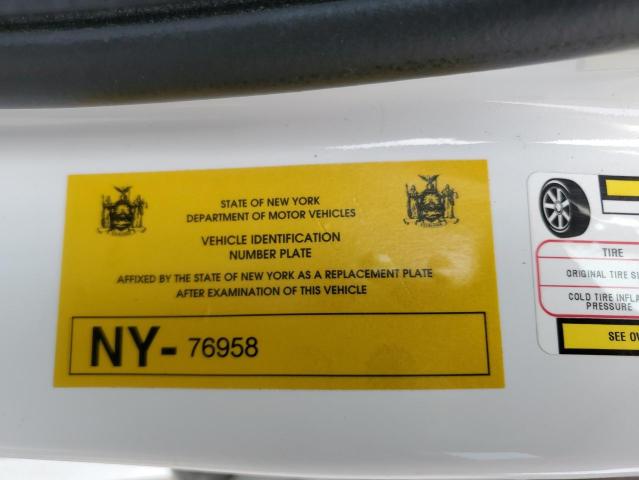 STATE OF NEW YORK
DEPARTMENT OF MOTOR VEHICLES
VEHICLE IDENTIFICATION
NUMBER PLATE
AFFIXED BY THE STATE OF NEW YORK AS A REPLACEMENT PLATE
AFTER EXAMINATION OF THIS VEHICLE
NY- 76958
TIRE
ORIGINAL TIRE
COLD TIRE
PRESSURE
SEE